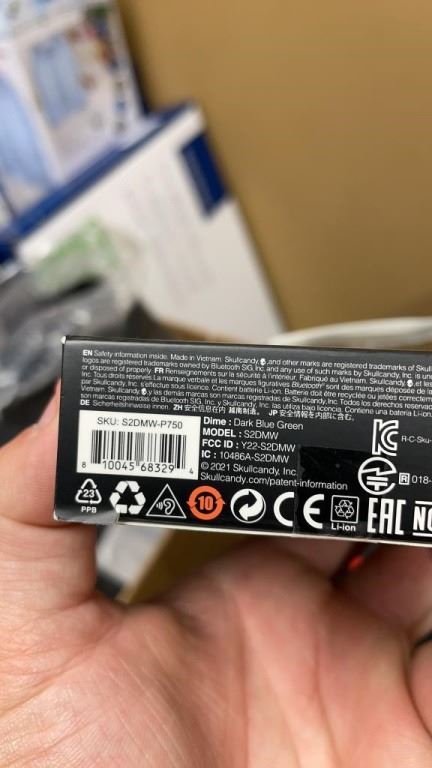 EN Safety information inside. Made in Vietnam. Skullcandy, and other marks are registered trademarks of Skull
logos are registered trademarks owned by Bluetooth SIG, Inc. and any use of such marks by Skullcandy, Inc. is un
or disposed of properly. FR Renseignements sur la sécurité à l'intérieur. Fabriqué au Vietnam. Skullcandy, et les
Inc. Tous droits réservés. La marque verbale et les marques figuratives Bluetooth® sont des marques déposées de la
par Skullcandy, Inc. s'effectue sous licence. Contient batterie Li-Ion. Batterie doit être recyclée ou jetées correctem
Vietnam. Skullcandy, y las demás marcas son marcas registradas de Skullcandy, Inc. Todos los derechos reservados
son marcas registradas de Bluetooth SIG, Inc. y Skullcandy, Inc. las utiliza bajo licencia. Contiene una bateria Li-Ion.
DE Sicherheitshinweise innen. ZH 安全信息在内 越南制造。 JP 安全情報を内部に含む。
SKU: S2DMW-P750
8 10045 68329 4
Dime : Dark Blue Green
MODEL : S2DMW
FCC ID : Y22-S2DMW
IC : 10486A-S2DMW
© 2021 Skullcandy, Inc.
Skullcandy.com/patent-information
R-C-Sku-
R 018-
23
PPB
10
CE
Li-ion
EAC